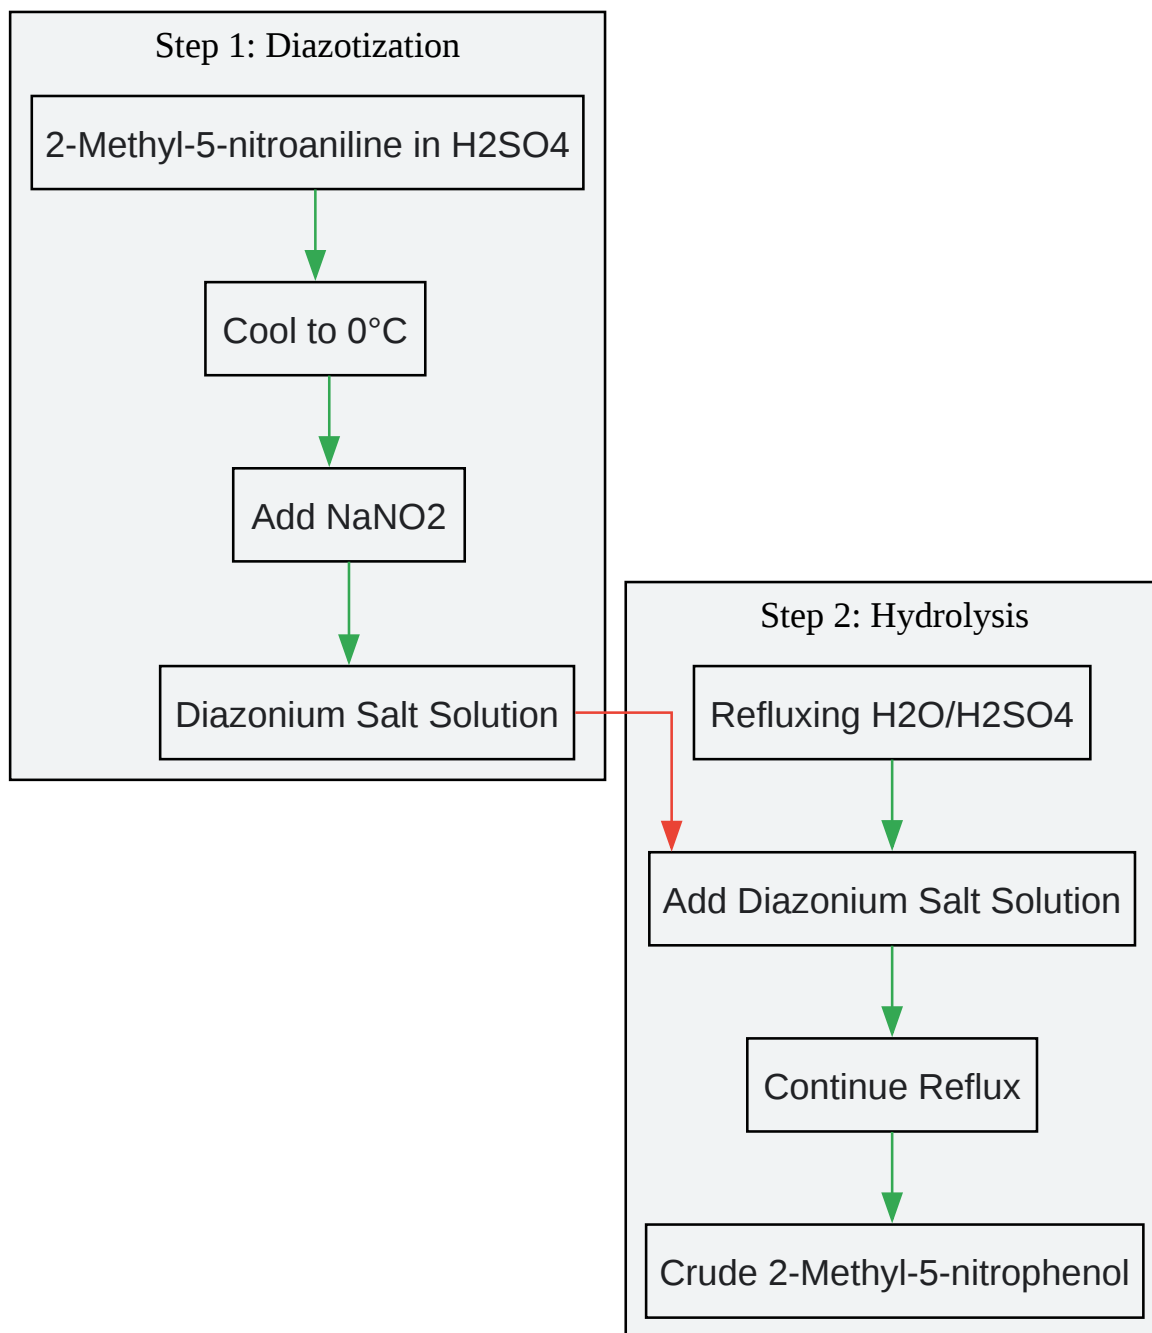 Step 1: Diazotization
2-Methyl-5-nitroaniline in H2SO4
Cool to 0°C
Add NaNO2
Diazonium Salt Solution
Step 2: Hydrolysis
Refluxing H2O/H2SO4
Add Diazonium Salt Solution
Continue Reflux
Crude 2-Methyl-5-nitrophenol